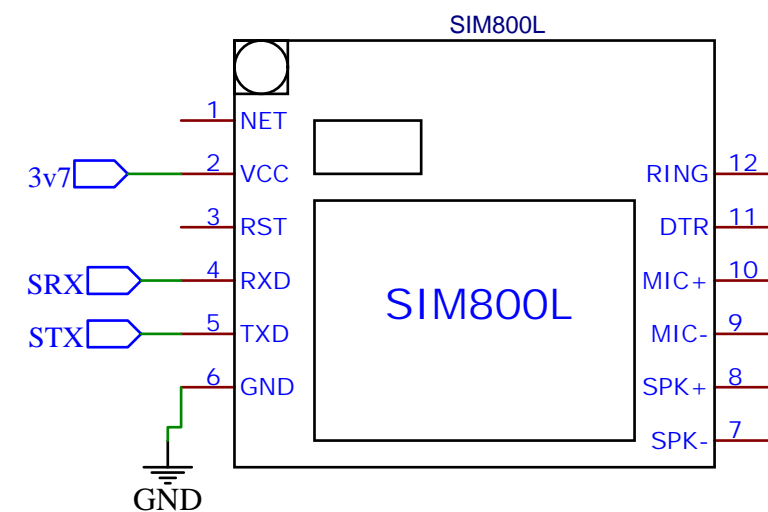 SIM800L
1 NET
3v7 2 VCC RING 12
3 RST DTR 11
SRX 4 RXD MIC+ 10
SIM800L
STX 5 TXD MIC- 9
6 GND SPK+ 8
SPK- 7
GND